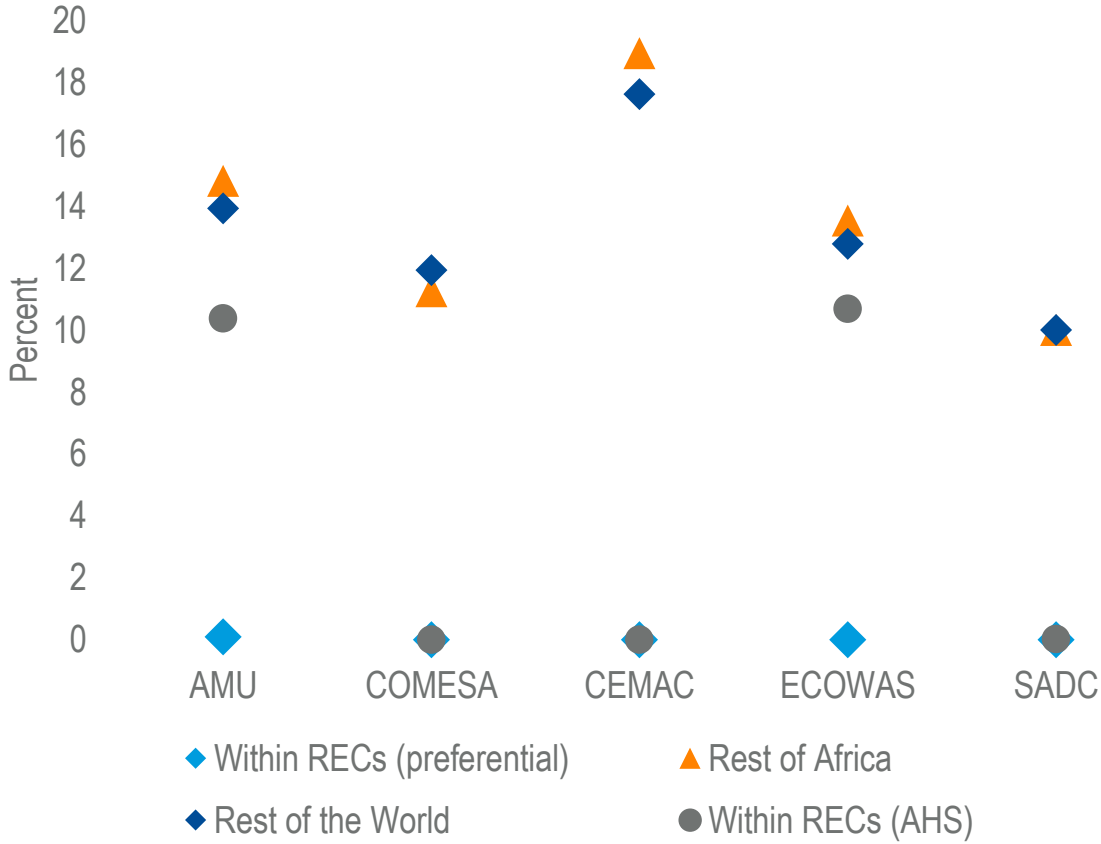 20
18
16
14
12
10
8
6
4
2
0
Percent
AMU COMESA CEMAC ECOWAS SADC
Within RECs (preferential) Rest of Africa
Rest of the World Within RECs (AHS)